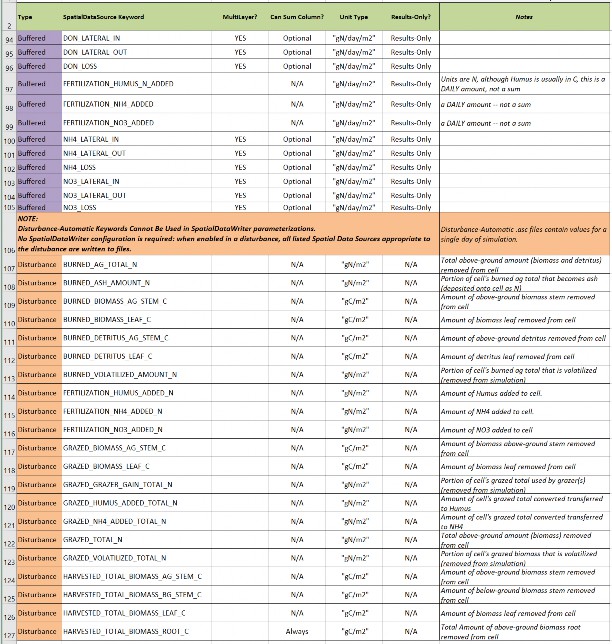 2 Type SpatialDataSource Keyword MultiLayer? Can Sum Column? Unit Type Results-Only? Notes
94 Buffered DON_LATERAL_IN YES Optional "gN/day/m2" Results-Only
95 Buffered DON_LATERAL_OUT YES Optional "gN/day/m2" Results-Only
96 Buffered DON_LOSS YES Optional "gN/day/m2" Results-Only
97 Buffered FERTILIZATION_HUMUS_N_ADDED N/A "gN/day/m2" Results-Only Units are N, although Humus is usually in C, this is a
DAILY amount, not a sum
98 Buffered FERTILIZATION_NH4_ADDED N/A "gN/day/m2" Results-Only a DAILY amount -- not a sum
99 Buffered FERTILIZATION_NO3_ADDED N/A "gN/day/m2" Results-Only a DAILY amount -- not a sum
100 Buffered NH4_LATERAL_IN YES Optional "gN/day/m2" Results-Only
101 Buffered NH4_LATERAL_OUT YES Optional "gN/day/m2" Results-Only
102 Buffered NH4_LOSS YES Optional "gN/day/m2" Results-Only
103 Buffered NO3_LATERAL_IN YES Optional "gN/day/m2" Results-Only
104 Buffered NO3_LATERAL_OUT YES Optional "gN/day/m2" Results-Only
105 Buffered NO3_LOSS YES Optional "gN/day/m2" Results-Only
NOTE:
Disturbance-Automatic Keywords Cannot Be Used in SpatialDataWriter parameterizations.
No SpatialDataWriter configuration is required: when enabled in a disturbance, all listed Spatial Data Sources appropriate to
106 the distubance are written to files.
Disturbance-Automatic .asc files contain values for a
single day of simulation.
107 Disturbance BURNED_AG_TOTAL_N N/A "gN/m2" N/A Total above-ground amount (biomass and detritus)
removed from cell
108 Disturbance BURNED_ASH_AMOUNT_N N/A "gN/m2" N/A Portion of cell's burned ag total that becomes ash
(deposited onto cell as N)
109 Disturbance BURNED_BIOMASS_AG_STEM_C N/A "gC/m2" N/A Amount of above-ground biomass stem removed
from cell
110 Disturbance BURNED_BIOMASS_LEAF_C N/A "gC/m2" N/A Amount of biomass leaf removed from cell
111 Disturbance BURNED_DETRITUS_AG_STEM_C N/A "gC/m2" N/A Amount of above-ground detritus removed from cell
112 Disturbance BURNED_DETRITUS_LEAF_C N/A "gC/m2" N/A Amount of detritus leaf removed from cell
113 Disturbance BURNED_VOLATILIZED_AMOUNT_N N/A "gN/m2" N/A Portion of cell's burned ag total that is volatilized
(removed from simulation)
114 Disturbance FERTILIZATION_HUMUS_ADDED_N N/A "gN/m2" N/A Amount of Humus added to cell.
115 Disturbance FERTILIZATION_NH4_ADDED_N N/A "gN/m2" N/A Amount of NH4 added to cell.
116 Disturbance FERTILIZATION_NO3_ADDED_N N/A "gN/m2" N/A Amount of NO3 added to cell
117 Disturbance GRAZED_BIOMASS_AG_STEM_C N/A "gC/m2" N/A Amount of biomass above-ground stem removed
from cell
118 Disturbance GRAZED_BIOMASS_LEAF_C N/A "gC/m2" N/A Amount of biomass leaf removed from cell
119 Disturbance GRAZED_GRAZER_GAIN_TOTAL_N N/A "gN/m2" N/A Portion of cell's grazed total used by grazer(s)
(removed from simulation)
120 Disturbance GRAZED_HUMUS_ADDED_TOTAL_N N/A "gN/m2" N/A Amount of cell's grazed total converted transferred
to Humus
121 Disturbance GRAZED_NH4_ADDED_TOTAL_N N/A "gN/m2" N/A Amount of cell's grazed total converted transferred
to NH4
122 Disturbance GRAZED_TOTAL_N N/A "gN/m2" N/A Total above-ground amount (biomass) removed
from cell
123 Disturbance GRAZED_VOLATILIZED_TOTAL_N N/A "gN/m2" N/A Portion of cell's grazed biomass that is volatilized
(removed from simulation)
124 Disturbance HARVESTED_TOTAL_BIOMASS_AG_STEM_C N/A "gC/m2" N/A Amount of above-ground biomass stem removed
from cell
125 Disturbance HARVESTED_TOTAL_BIOMASS_BG_STEM_C N/A "gC/m2" N/A Amount of below-ground biomass stem removed
from cell
126 Disturbance HARVESTED_TOTAL_BIOMASS_LEAF_C N/A "gC/m2" N/A Amount of biomass leaf removed from cell
127 Disturbance HARVESTED_TOTAL_BIOMASS_ROOT_C Always "gC/m2" N/A Total Amount of above-ground biomass root
removed from cell